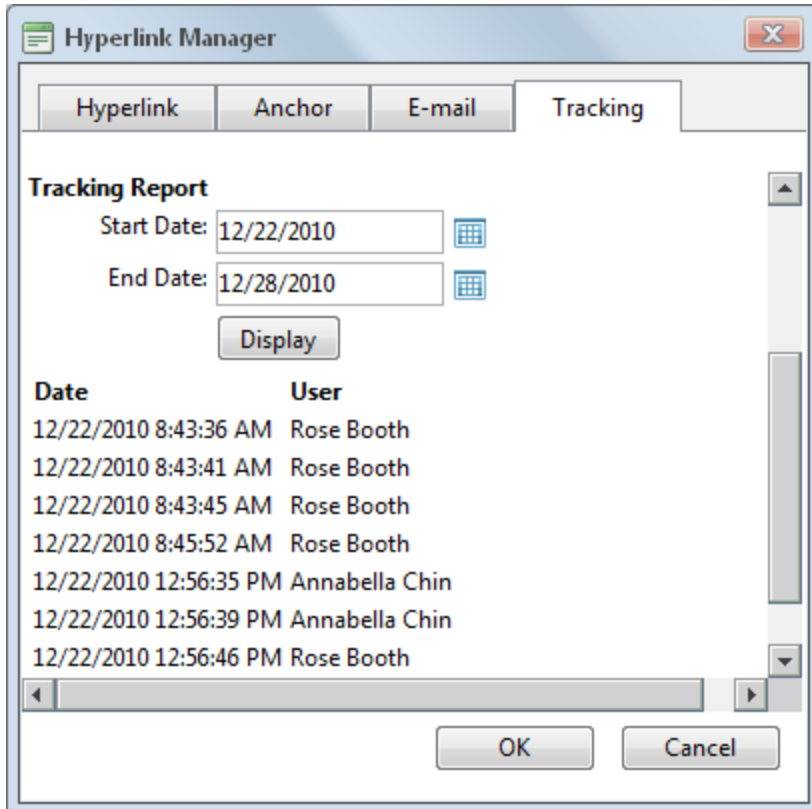 Hyperlink Manager
Hyperlink Anchor E-mail Tracking
Tracking Report
Start Date: 12/22/2010
End Date: 12/28/2010
Display
Date User
12/22/2010 8:43:36 AM Rose Booth
12/22/2010 8:43:41 AM Rose Booth
12/22/2010 8:43:45 AM Rose Booth
12/22/2010 8:45:52 AM Rose Booth
12/22/2010 12:56:35 PM Annabella Chin
12/22/2010 12:56:39 PM Annabella Chin
12/22/2010 12:56:46 PM Rose Booth
OK Cancel